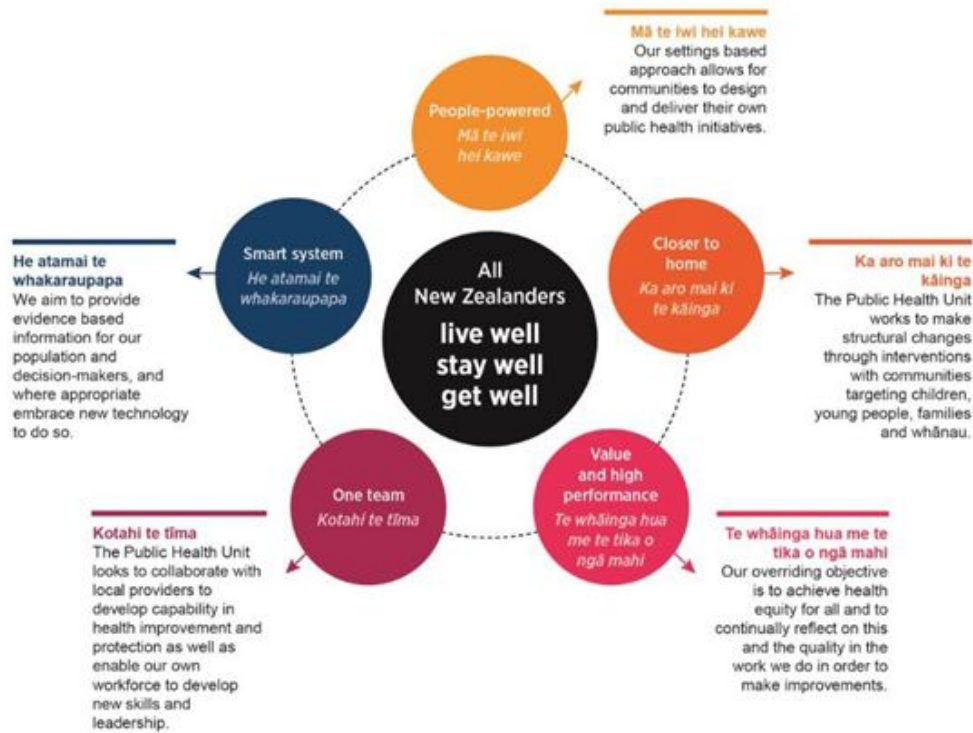 Mā te iwi hei kawe
Our settings based
approach allows for
communities to design
and deliver their own
public health initiatives.
People-powered
Mā te iwi
hei kawe
Smart system
He atamai te
whakaraupapa
Closer to
home
Ka aro mai ki
te kāinga
All
New Zealanders
live well
stay well
get well
He atamai te
whakaraupapa
We aim to provide
evidence based
information for our
population and
decision-makers, and
where appropriate
embrace new technology
to do so.
Ka aro mai ki te
kāinga
The Public Health Unit
works to make
structural changes
through interventions
with communities
targeting children,
young people, families
and whānau.
One team
Kotahi te tīma
Value
and high
performance
Te whāinga hua
me te tika o
ngā mahi
Kotahi te tīma
The Public Health Unit
looks to collaborate with
local providers to
develop capability in
health improvement and
protection as well as
enable our own
workforce to develop
new skills and
leadership.
Te whāinga hua me te
tika o ngā mahi
Our overriding objective
is to achieve health
equity for all and to
continually reflect on this
and the quality in the
work we do in order to
make improvements.